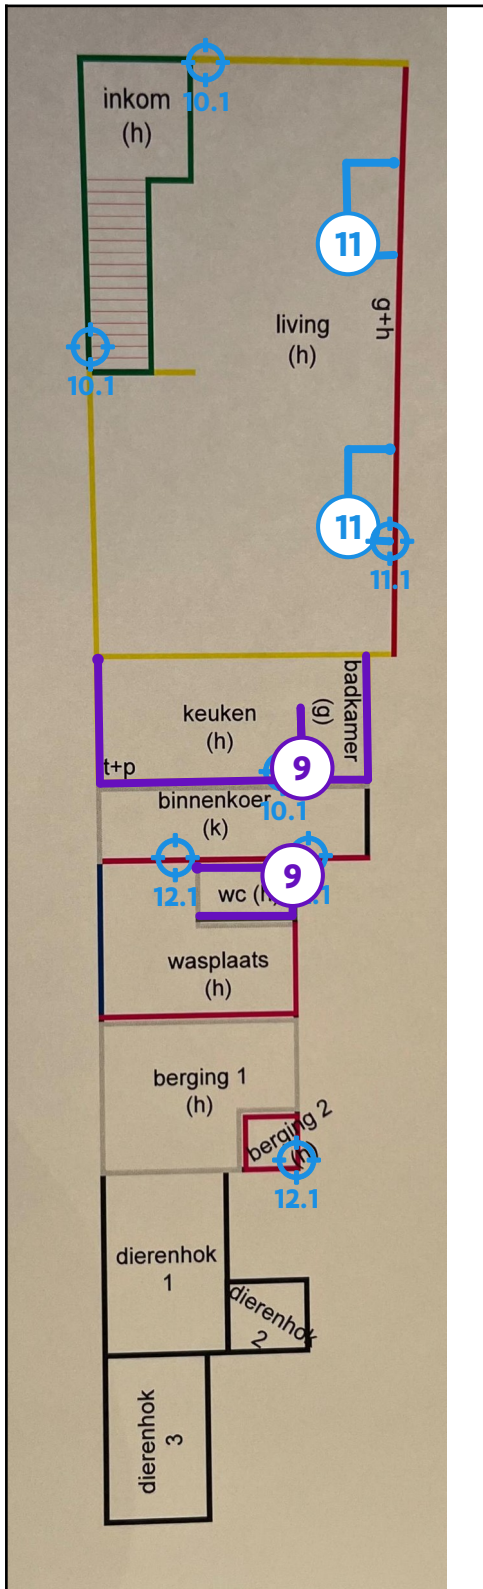 inkom
(h)
10.1
11
living
(h)
g+h
10.1
11
11.1
keuken
(h)
badkamer
(g)
t+p
9
binnenkoer
(k)
10.1
12.1
9
.1
wc (h
wasplaats
(h)
berging 1
(h)
berging 2
(h)
12.1
dierenhok
1
dierenhok
2
dierenhok
3